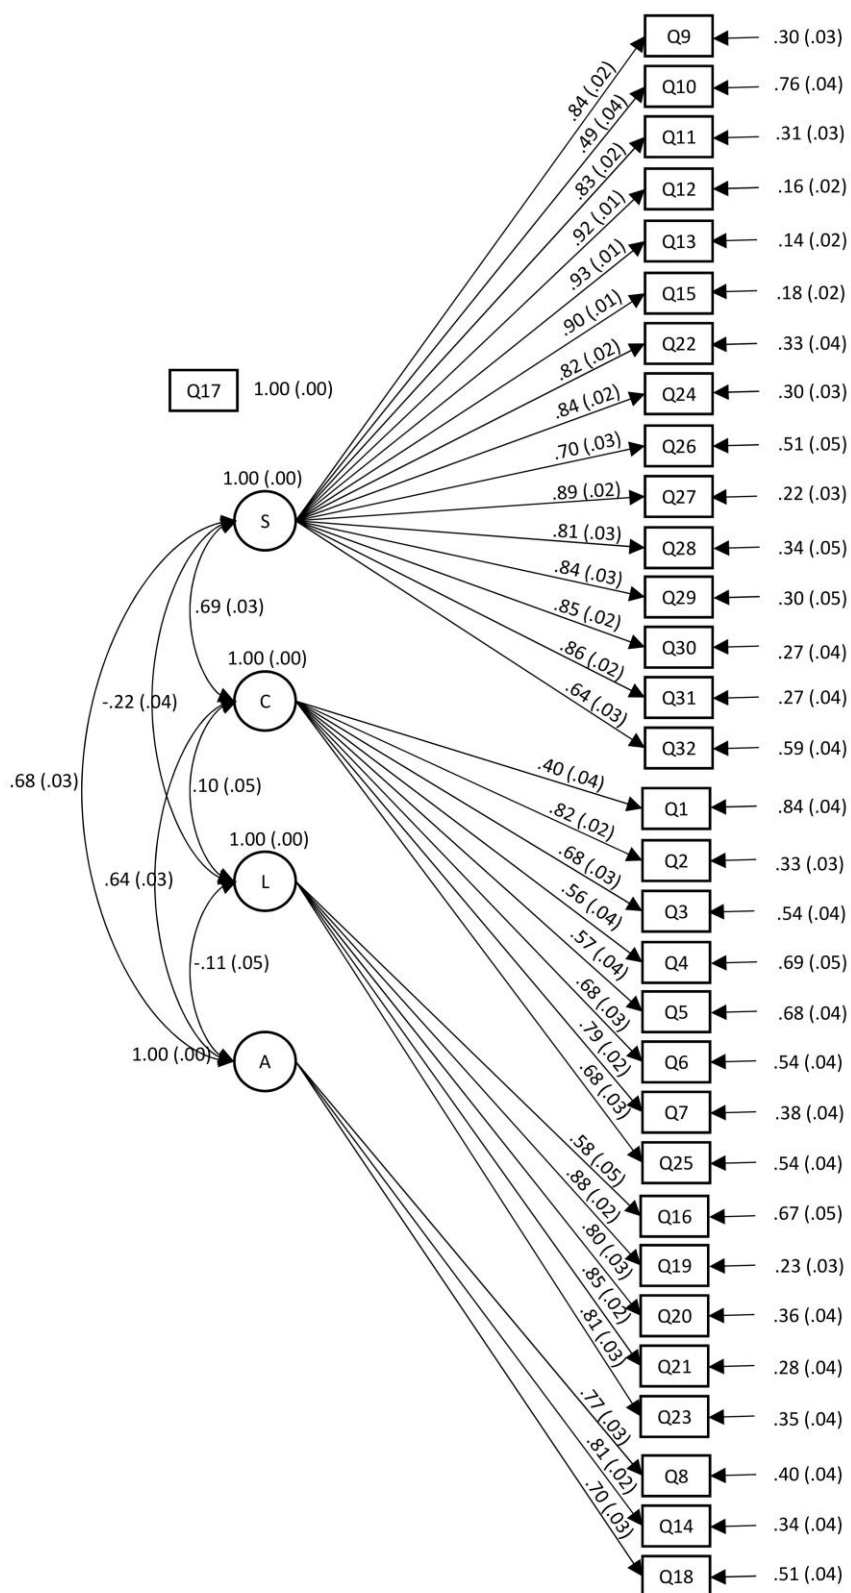 .84 (.02) Q9 .30 (.03)
.49 (.04) Q10 .76 (.04)
.83 (.02) Q11 .31 (.03)
.92 (.01) Q12 .16 (.02)
.93 (.01) Q13 .14 (.02)
.90 (.01) Q15 .18 (.02)
.82 (.02) Q22 .33 (.04)
Q17 1.00 (.00)
.84 (.02) Q24 .30 (.03)
.70 (.03) Q26 .51 (.05)
1.00 (.00)
S
.89 (.02) Q27 .22 (.03)
.81 (.03) Q28 .34 (.05)
.84 (.03) Q29 .30 (.05)
.85 (.02) Q30 .27 (.04)
.86 (.02) Q31 .27 (.04)
.64 (.03) Q32 .59 (.04)
.69 (.03)
1.00 (.00)
C
-.22 (.04)
.68 (.03)
.10 (.05)
.40 (.04) Q1 .84 (.04)
.82 (.02) Q2 .33 (.03)
.68 (.03) Q3 .54 (.04)
.56 (.04) Q4 .69 (.05)
.57 (.04) Q5 .68 (.04)
.68 (.03) Q6 .54 (.04)
.79 (.02) Q7 .38 (.04)
.68 (.03) Q25 .54 (.04)
1.00 (.00)
L
.64 (.03)
-.11 (.05)
1.00 (.00)
A
.58 (.05) Q16 .67 (.05)
.88 (.02) Q19 .23 (.03)
.80 (.03) Q20 .36 (.04)
.85 (.02) Q21 .28 (.04)
.81 (.03) Q23 .35 (.04)
.77 (.03) Q8 .40 (.04)
.81 (.02) Q14 .34 (.04)
.70 (.03) Q18 .51 (.04)